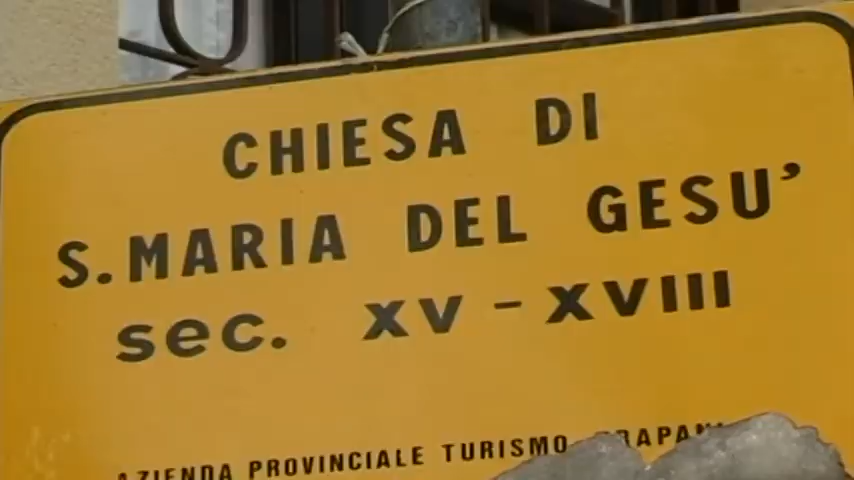 CHIESA DI
S. MARIA DEL GESU'
sec. XV - XVIII
AZIENDA PROVINCIALE TURISMO TRAPANI